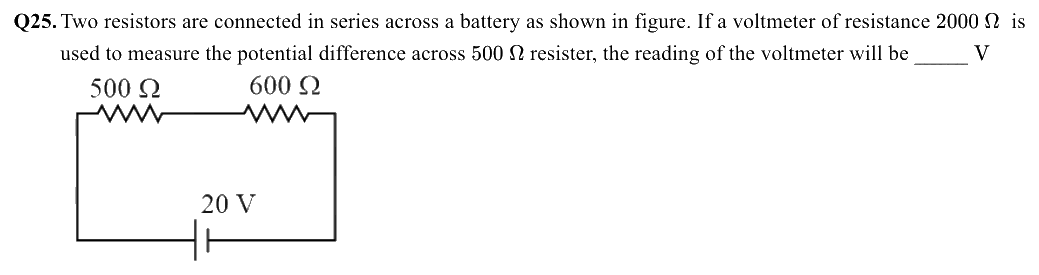 Q25. Two resistors are connected in series across a battery as shown in figure. If a voltmeter of resistance 2000 Ω is
used to measure the potential difference across 500 Ω resister, the reading of the voltmeter will be _____ V
500 Ω 600 Ω
20 V